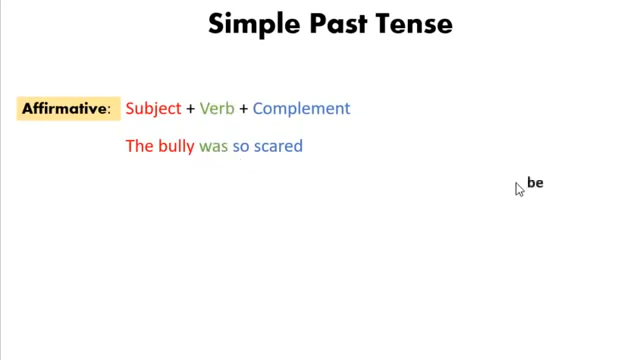 Simple Past Tense
Affirmative: Subject + Verb + Complement
The bully was so scared
be